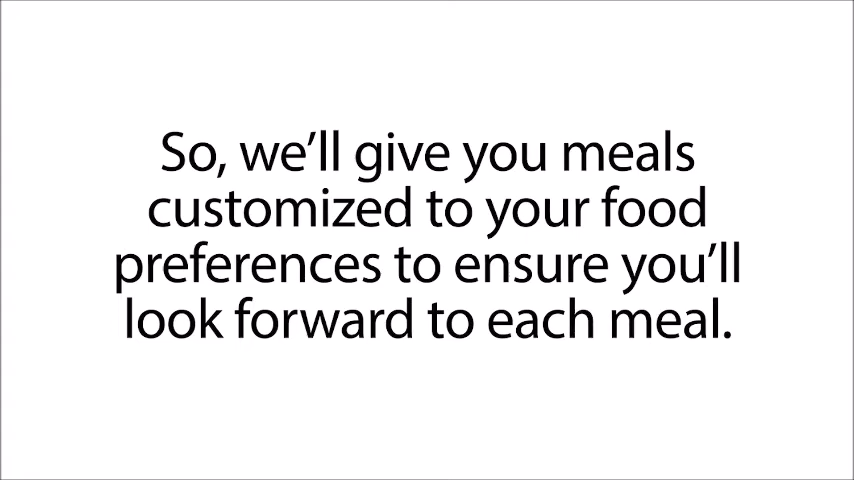 So, we’ll give you meals
customized to your food
preferences to ensure you’ll
look forward to each meal.